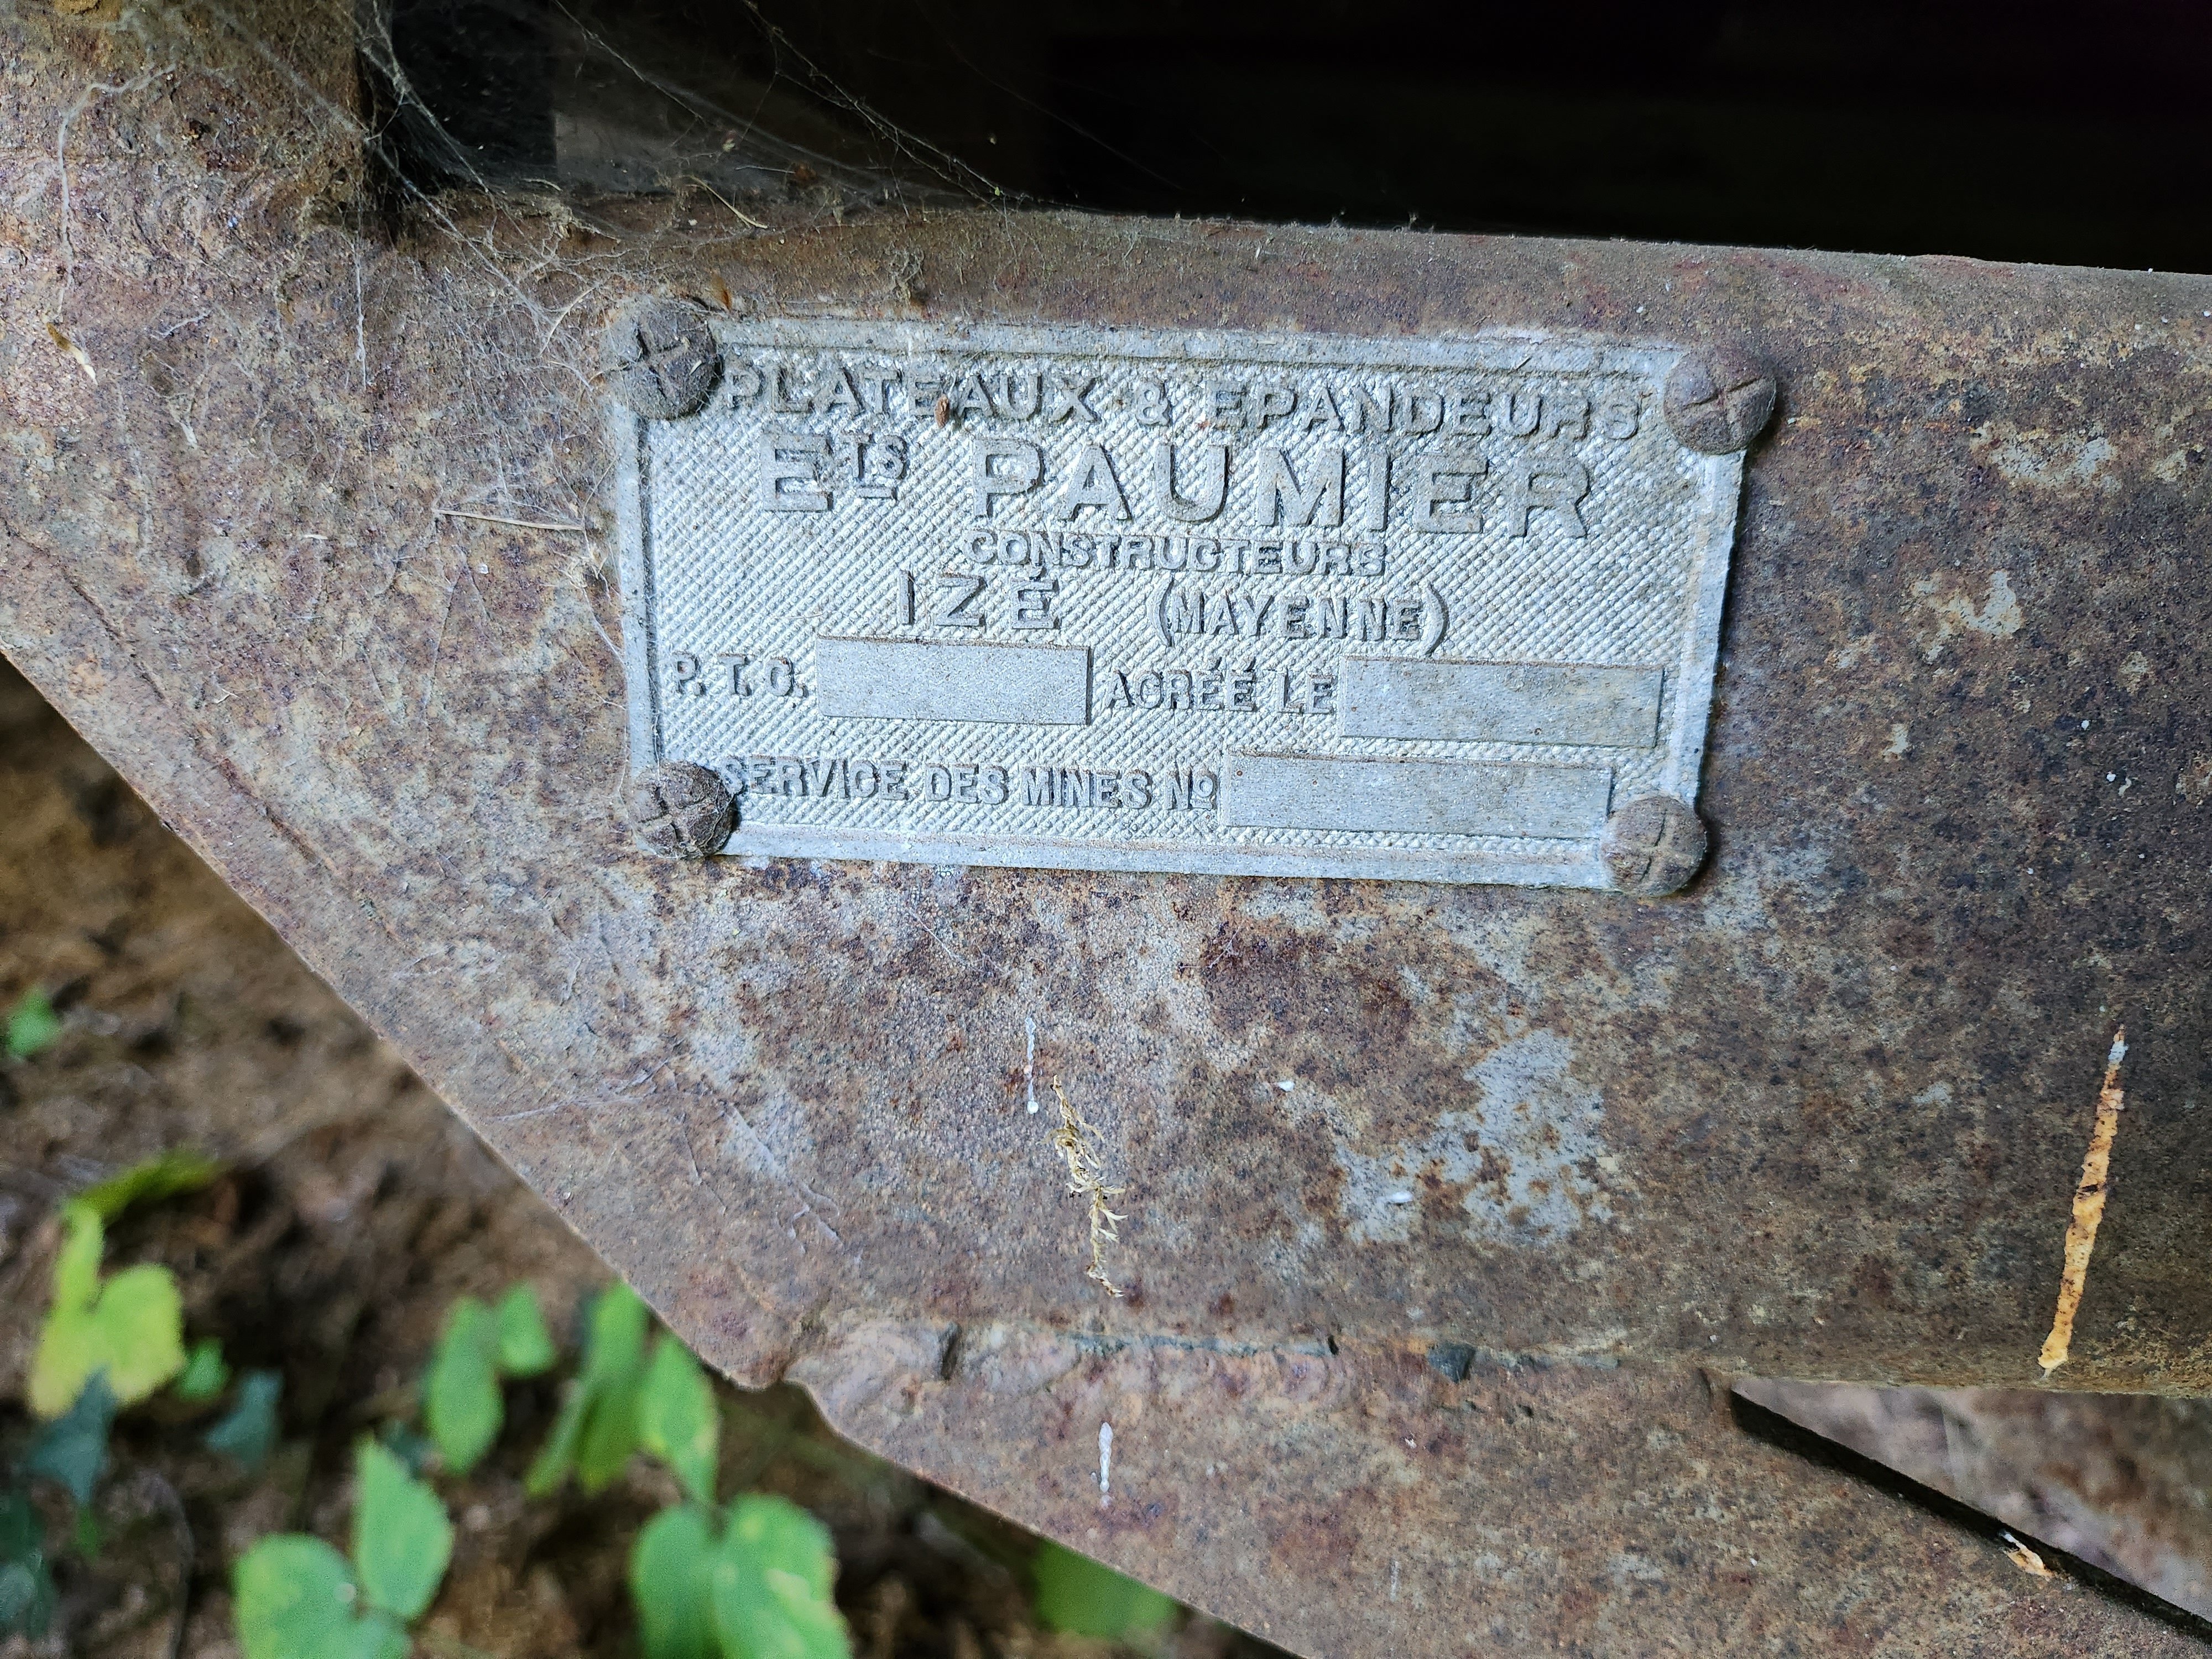 PLATEAUX & EPANDEURS
ETS PAUMIER
CONSTRUCTEURS
IZÉ (MAYENNE)
P.T.C. AGRÉÉ LE
SERVICE DES MINES No